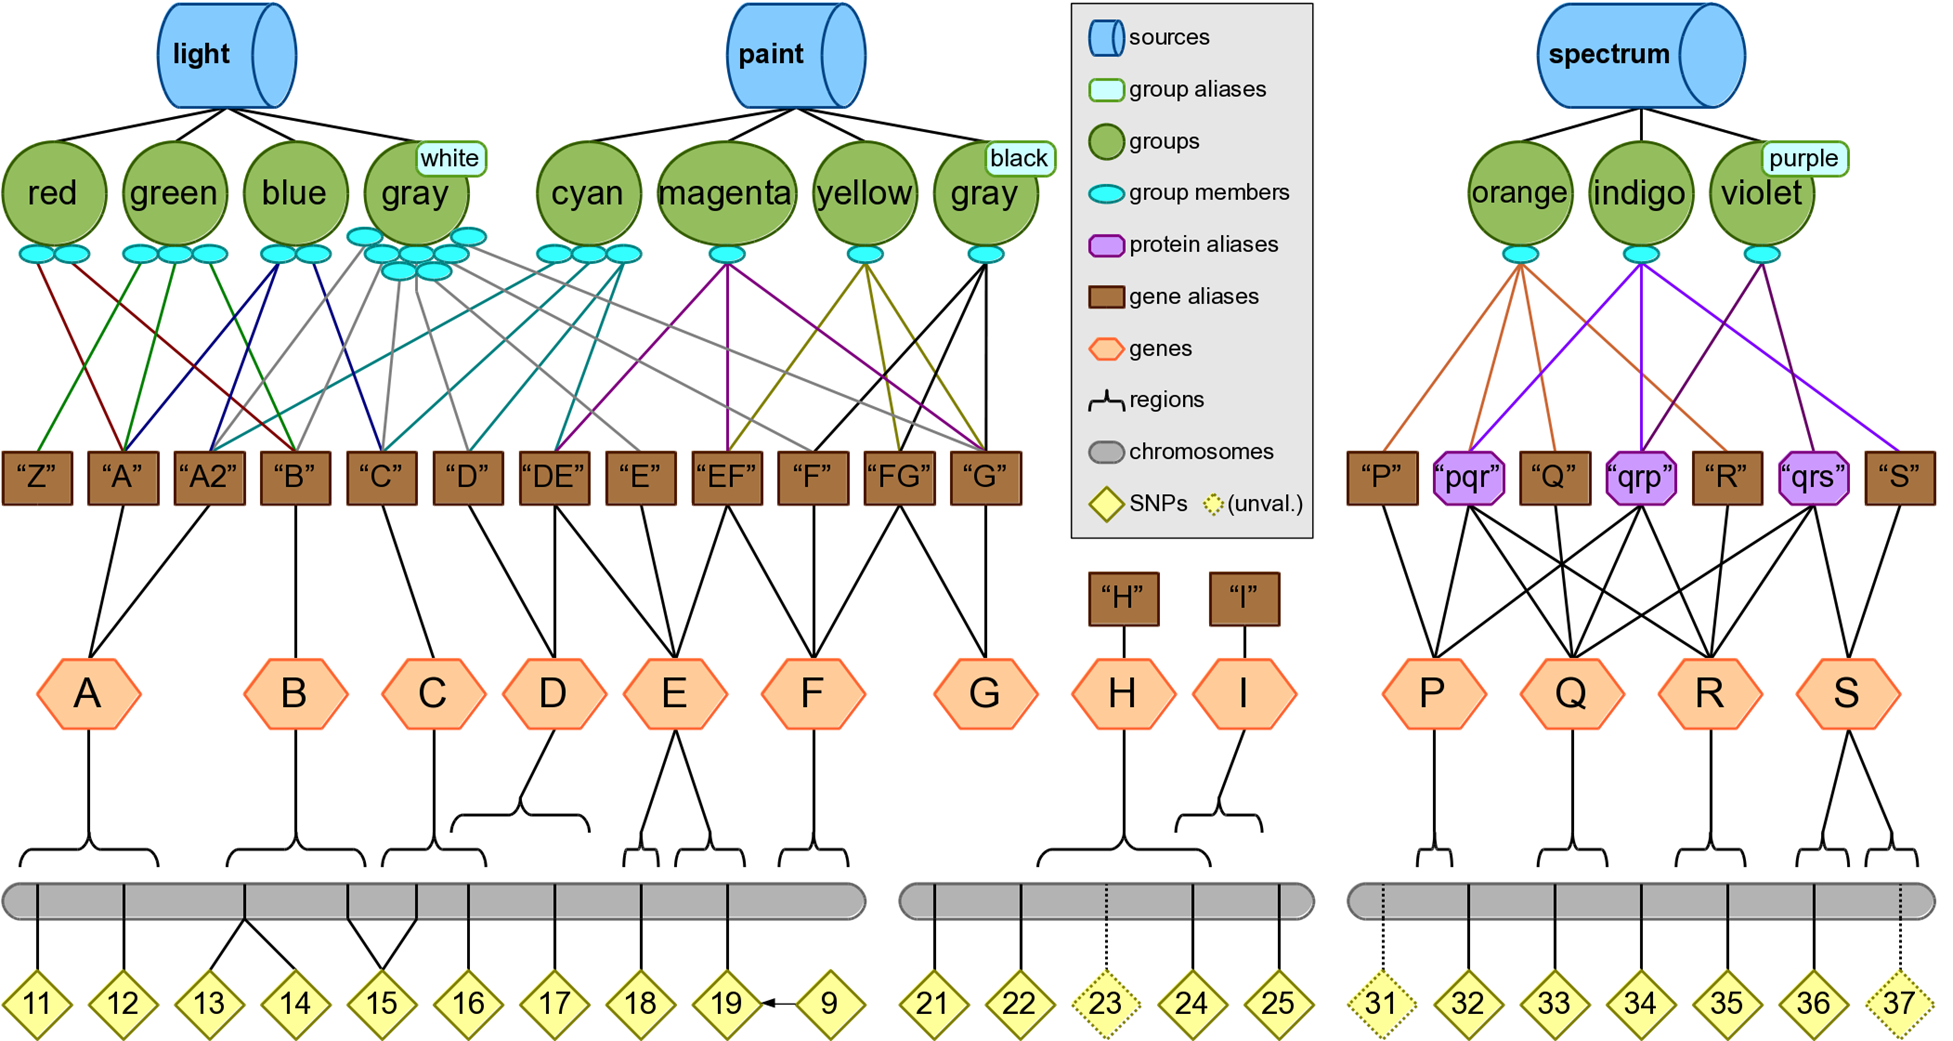 light
paint
spectrum
sources
group aliases
groups
group members
protein aliases
gene aliases
genes
regions
chromosomes
SNPs (unval.)
white
black
purple
red green blue gray cyan magenta yellow gray orange indigo violet
“Z” “A” “A2” “B” “C” “D” “DE” “E” “EF” “F” “FG” “G” “P” “pqr” “Q” “qrp” “R” “qrs” “S”
“H” “I”
A B C D E F G H I P Q R S
11 12 13 14 15 16 17 18 19 9 21 22 23 24 25 31 32 33 34 35 36 37